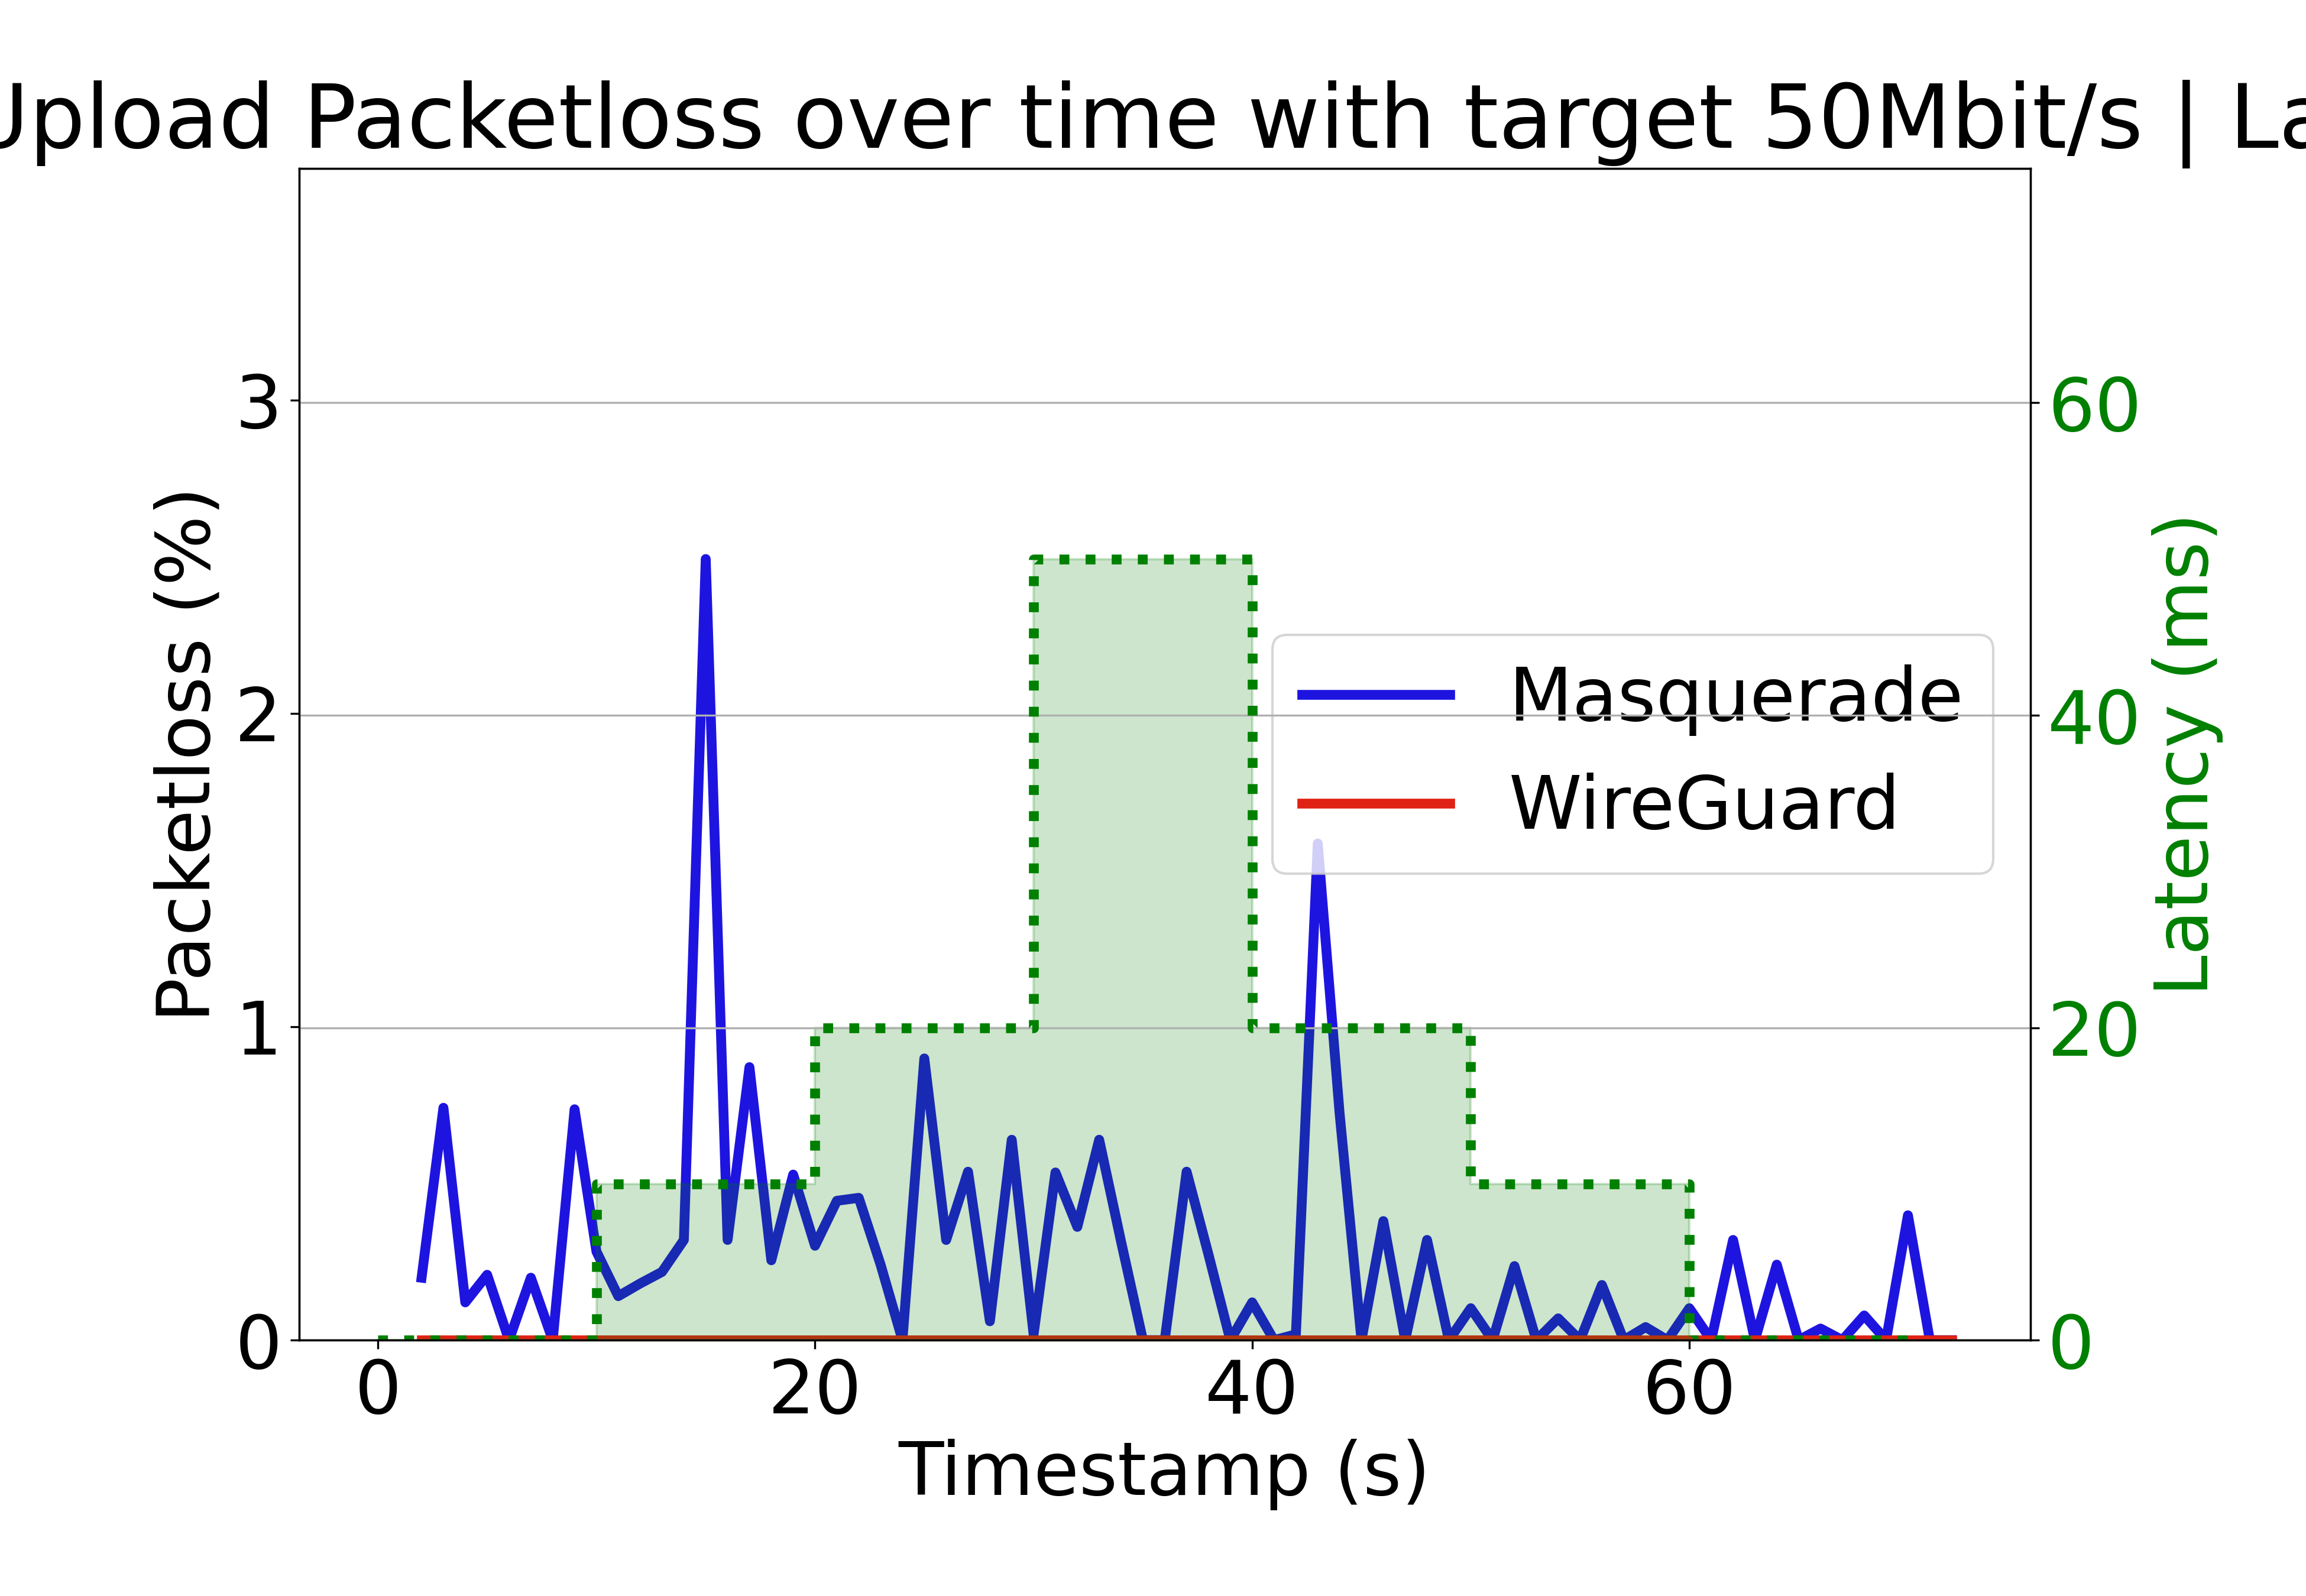 Upload Packetloss over time with target 50Mbit/s | La
3
2
1
0
Packetloss (%)
60
40
20
0
Latency (ms)
Masquerade
WireGuard
0 20 40 60
Timestamp (s)